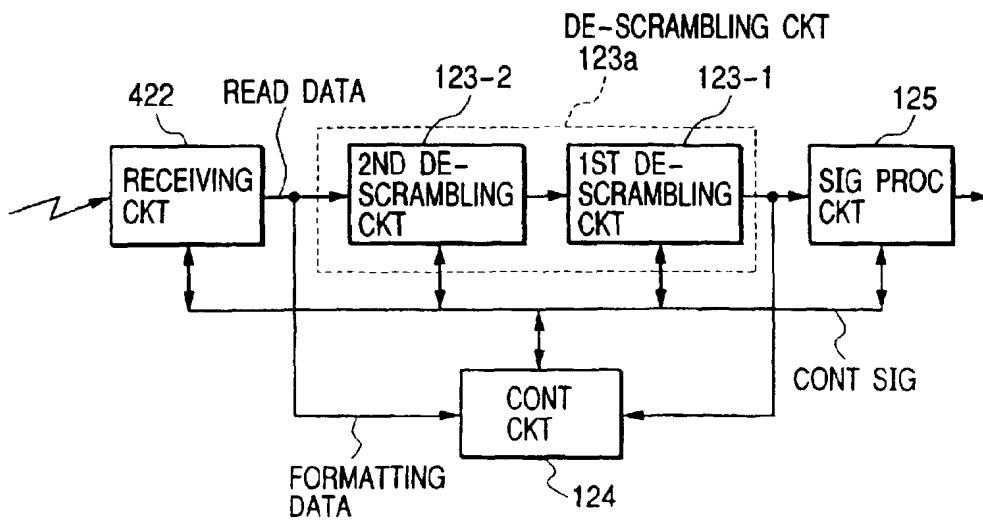 DE-SCRAMBLING CKT
123a
123-2
123-1
422
READ DATA
125
RECEIVING
CKT
2ND DE-
SCRAMBLING
CKT
1ST DE-
SCRAMBLING
CKT
SIG PROC
CKT
CONT SIG
CONT
CKT
FORMATTING
DATA
124